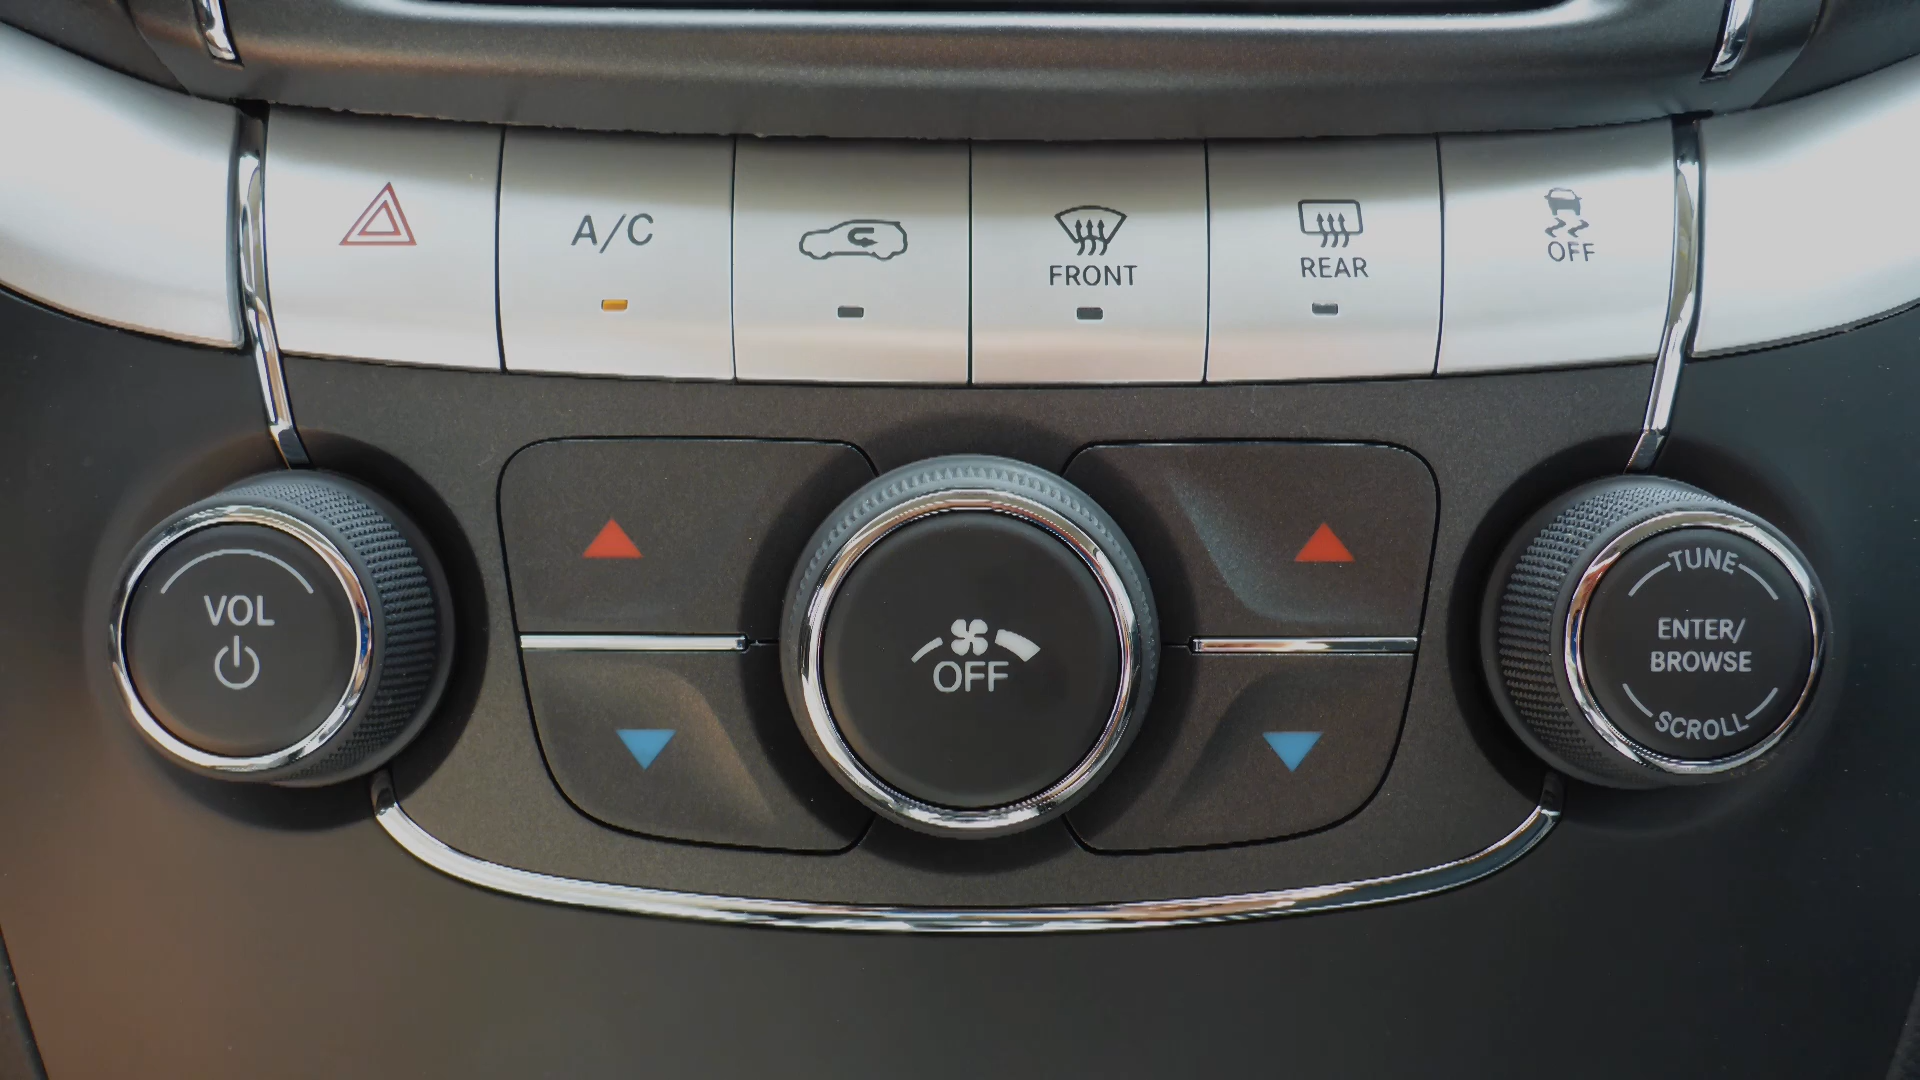 A/C
FRONT
REAR
OFF
VOL
OFF
TUNE
ENTER/
BROWSE
SCROLL